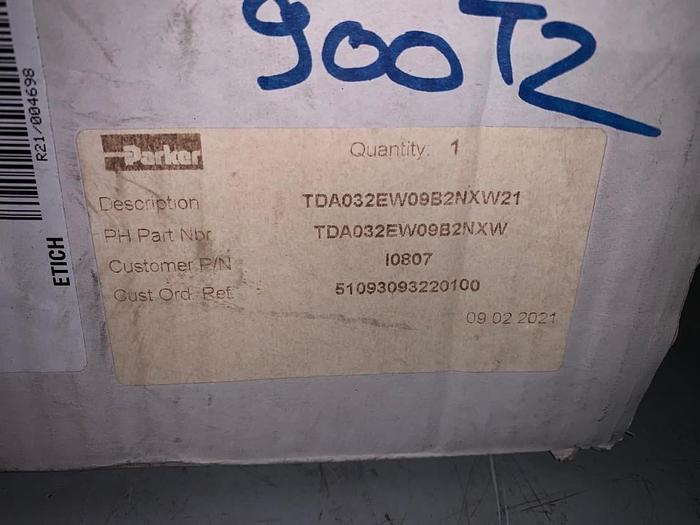 900T2
R21/004698
ETICH
Parker
Quantity. 1
Description TDA032EW09B2NXW21
PH Part Nbr TDA032EW09B2NXW
Customer P/N I0807
Cust Ord. Ref. 51093093220100
09.02.2021